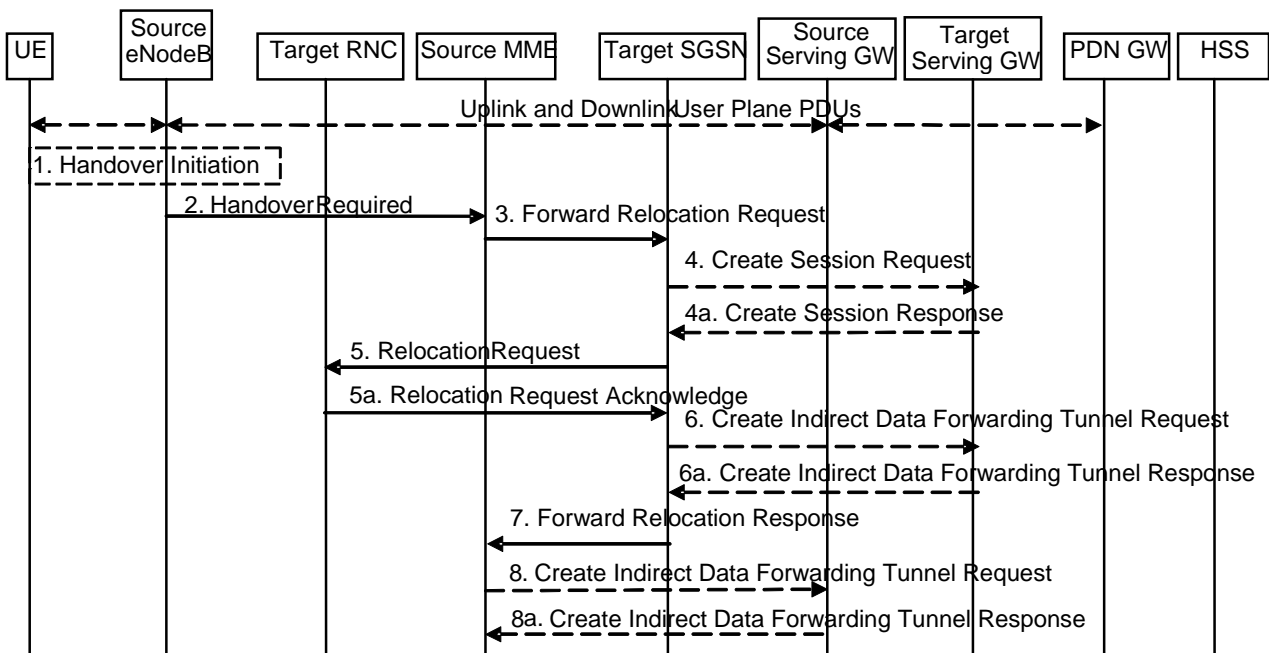 UE
Source
eNodeB
Target RNC
Source MME
Target SGSN
Source
Serving GW
Target
Serving GW
PDN GW
HSS
Uplink and Downlink User Plane PDUs
1. Handover Initiation
2. Handover Required
3. Forward Relocation Request
4. Create Session Request
4a. Create Session Response
5. Relocation Request
5a. Relocation Request Acknowledge
6. Create Indirect Data Forwarding Tunnel Request
6a. Create Indirect Data Forwarding Tunnel Response
7. Forward Relocation Response
8. Create Indirect Data Forwarding Tunnel Request
8a. Create Indirect Data Forwarding Tunnel Response